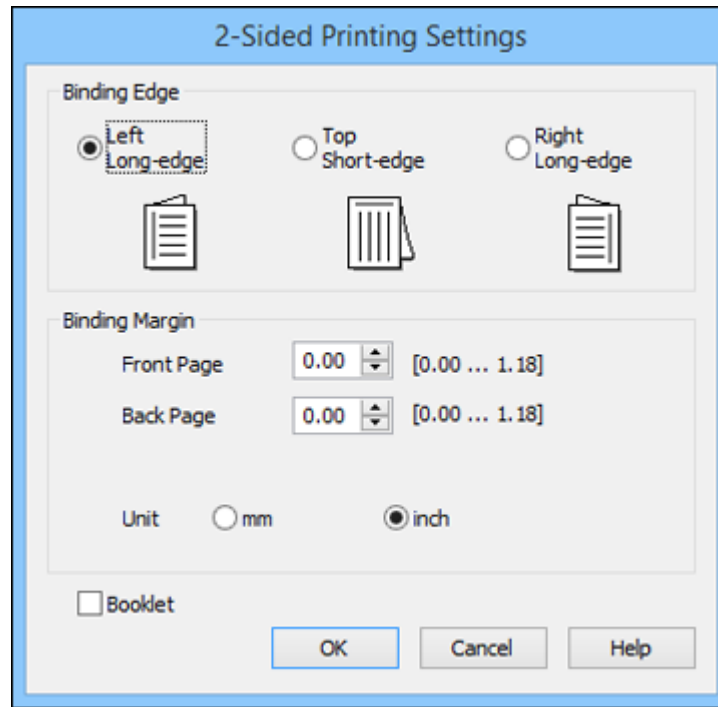 2-Sided Printing Settings
Binding Edge
Left
Long-edge
Top
Short-edge
Right
Long-edge
Binding Margin
Front Page 0.00 [0.00 ... 1.18]
Back Page 0.00 [0.00 ... 1.18]
Unit mm inch
Booklet
OK Cancel Help